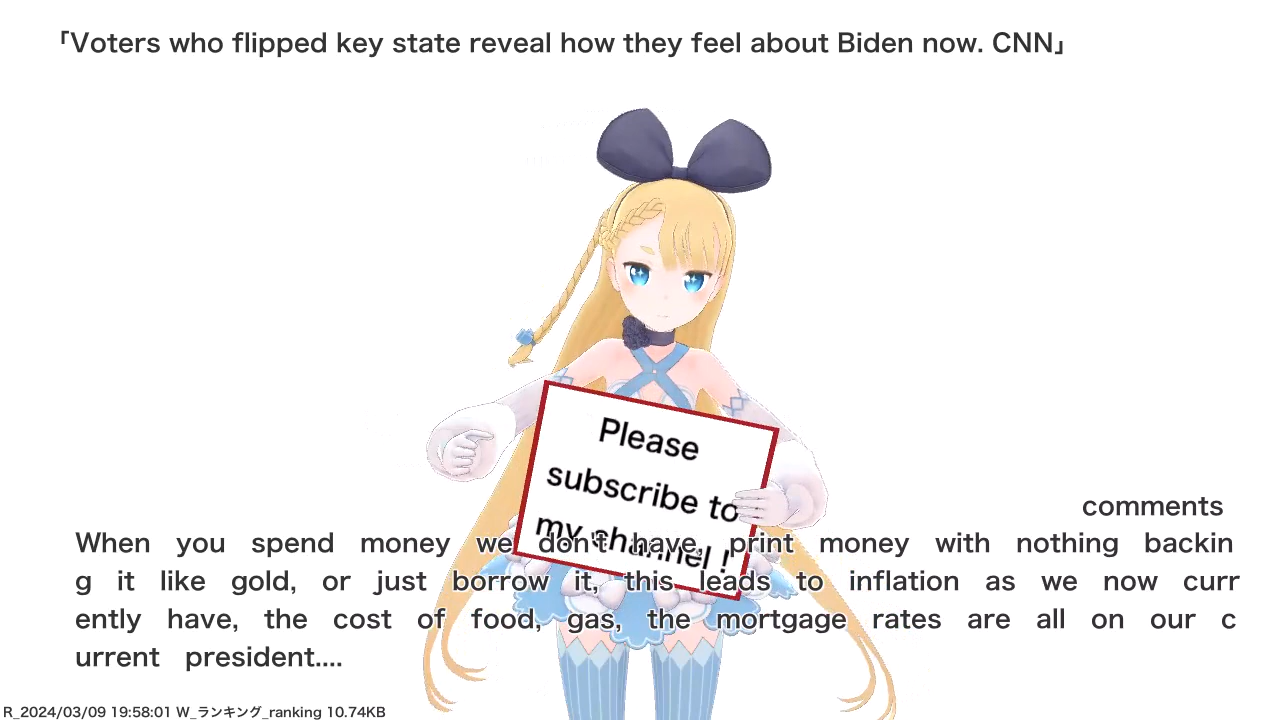 「Voters who flipped key state reveal how they feel about Biden now. CNN」
Please
subscribe to
my channel !
comments
When you spend money we don't have, print money with nothing backin
g it like gold, or just borrow it, this leads to inflation as we now curr
ently have, the cost of food, gas, the mortgage rates are all on our c
urrent president....
R_2024/03/09 19:58:01 W_ランキング_ranking 10.74KB